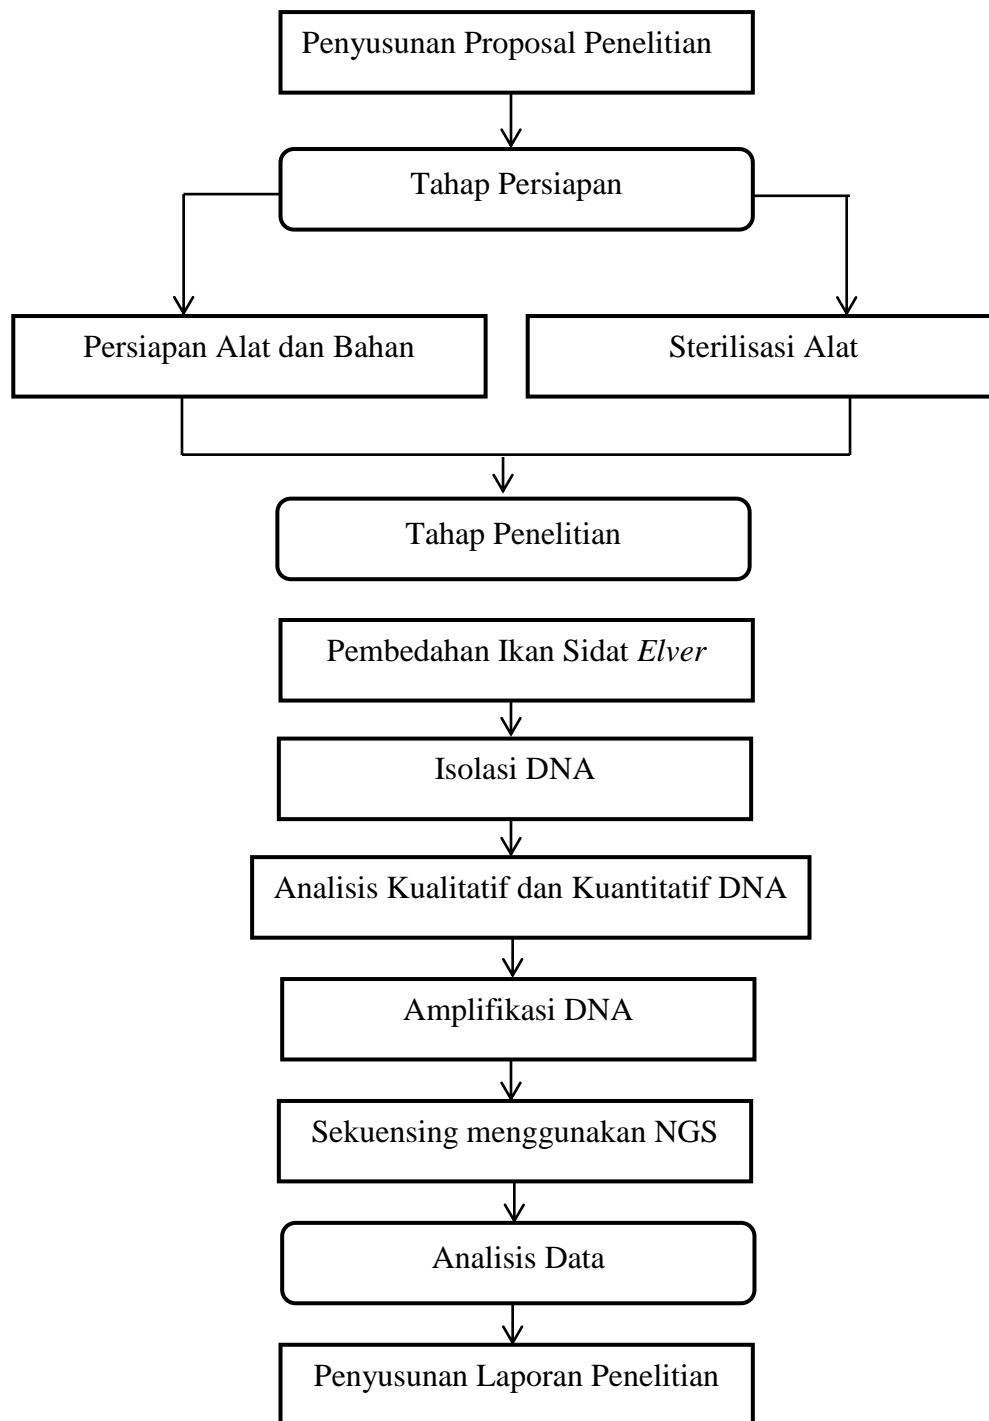 Penyusunan Proposal Penelitian
Tahap Persiapan
Persiapan Alat dan Bahan
Sterilisasi Alat
Tahap Penelitian
Pembedahan Ikan Sidat Elver
Isolasi DNA
Analisis Kualitatif dan Kuantitatif DNA
Amplifikasi DNA
Sekuensing menggunakan NGS
Analisis Data
Penyusunan Laporan Penelitian